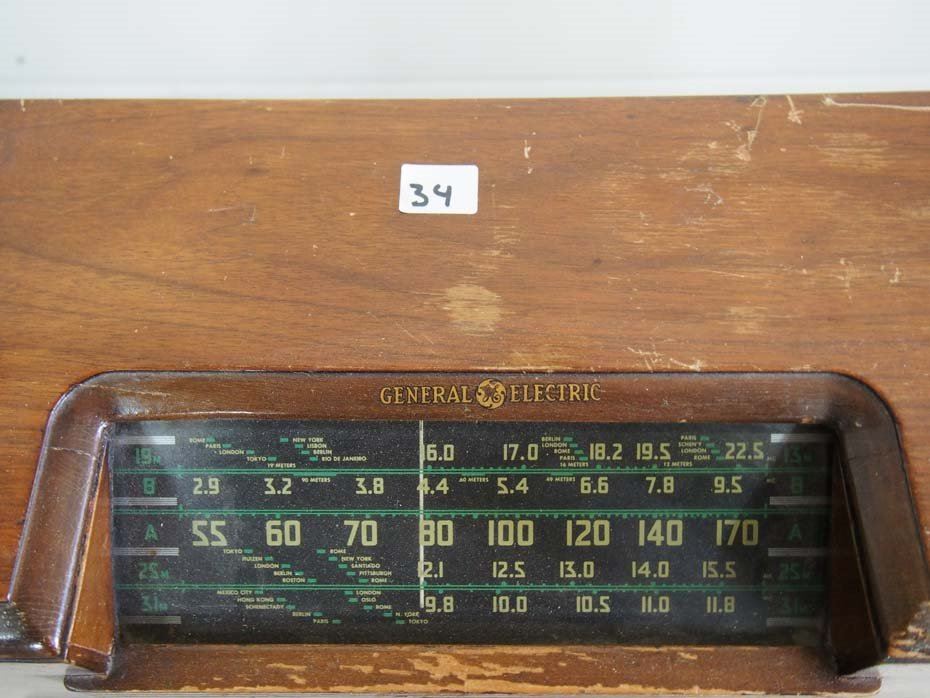 34
GENERAL GE ELECTRIC
ROME NEW YORK BERLIN PARIS
PARIS LISBON LONDON SCHEN'Y
19M LONDON BERLIN 16.0 17.0 ROME 18.2 19.5 LONDON 22.5 13M
TOKYO RIO DE JANEIRO PARIS ROME
19 METERS 16 METERS 13 METERS
B 2.9 3.2 90 METERS 3.8 4.4 60 METERS 5.4 49 METERS 6.6 7.8 9.5 MC B
A 55 60 70 80 100 120 140 170 A
TOKYO ROME
HUIZEN NEW YORK
LONDON SANTIAGO
25M BERLIN PITTSBURGH 12.1 12.5 13.0 14.0 15.5 25M
BOSTON ROME
MEXICO CITY LONDON
31M HONG KONG OSLO 9.8 10.0 10.5 11.0 11.8 31M
SCHENECTADY ROME
BERLIN N. YORK
PARIS TOKYO